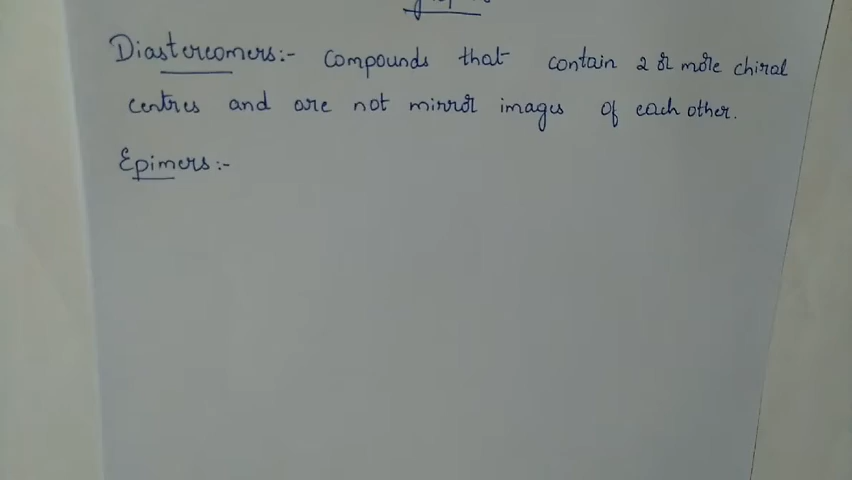 Diastereomers:- Compounds that contain 2 or more chiral
centres and are not mirror images of each other.
Epimers:-